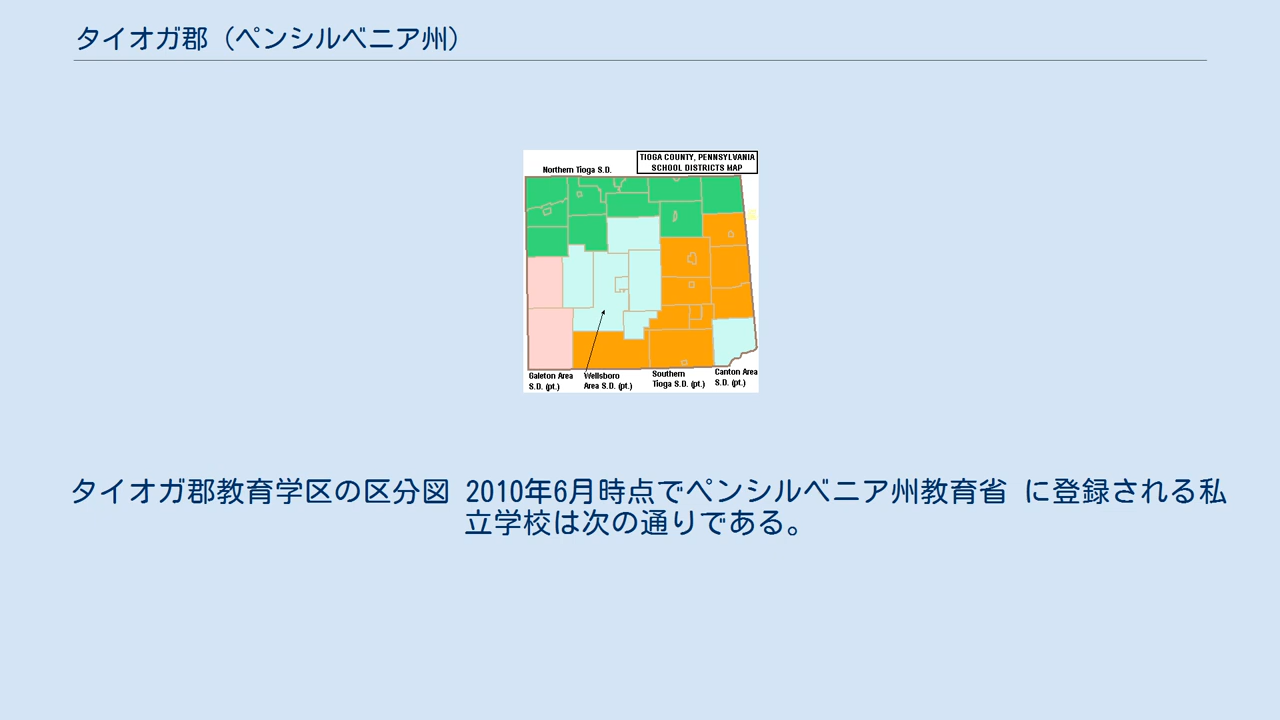 タイオガ郡（ペンシルベニア州）
TIOGA COUNTY, PENNSYLVANIA
SCHOOL DISTRICTS MAP
Northern Tioga S.D.
Galeton Area
S.D. (pt.)
Wellsboro
Area S.D. (pt.)
Southern
Tioga S.D. (pt.)
Canton Area
S.D. (pt.)
タイオガ郡教育学区の区分図 2010年6月時点でペンシルベニア州教育省 に登録される私
立学校は次の通りである。